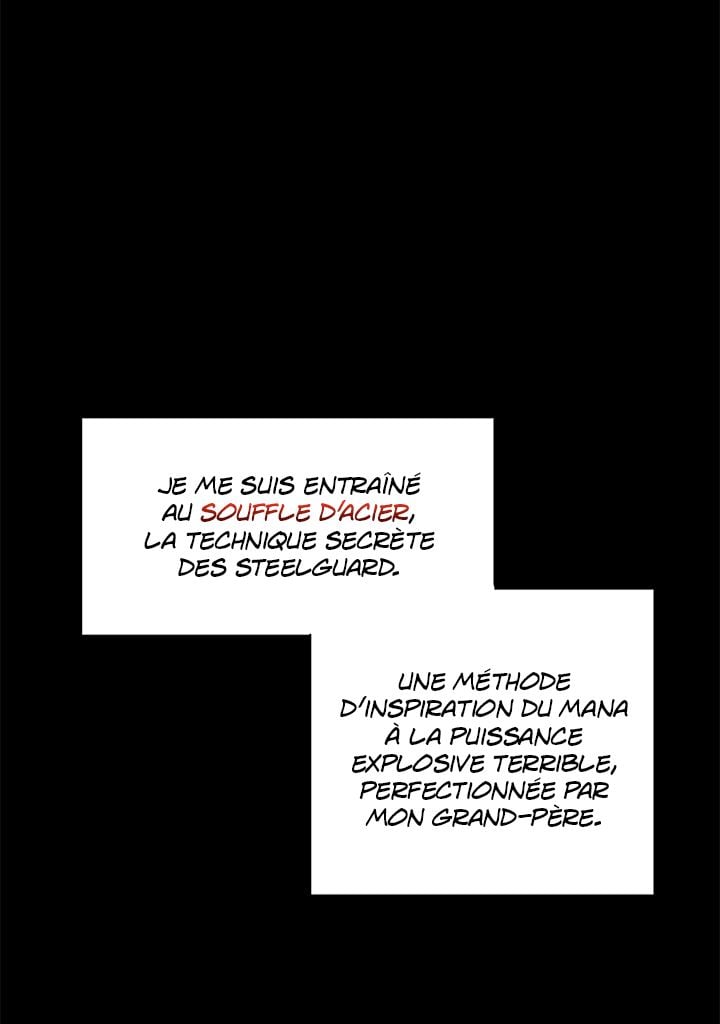 JE ME SUIS ENTRAÎNÉ
AU SOUFFLE D'ACIER,
LA TECHNIQUE SECRÈTE
DES STEELGUARD.
UNE MÉTHODE
D'INSPIRATION DU MANA
À LA PUISSANCE
EXPLOSIVE TERRIBLE,
PERFECTIONNÉE PAR
MON GRAND-PÈRE.